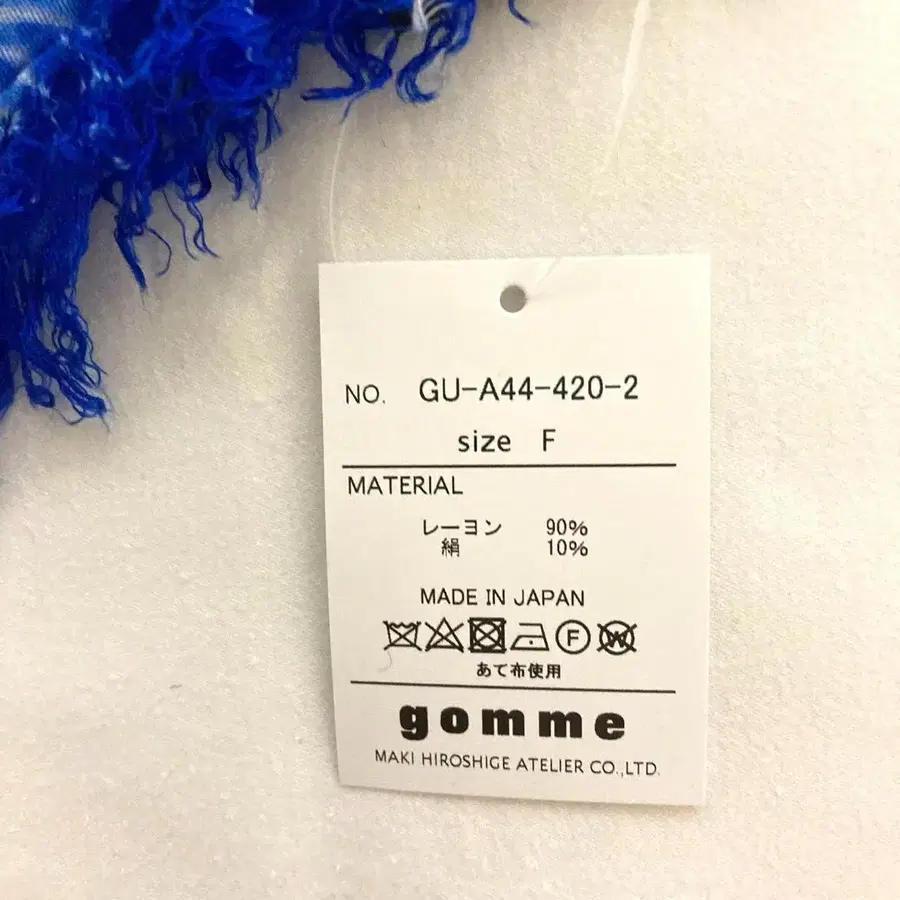 NO. GU-A44-420-2
size F
MATERIAL
レーヨン 90%
絹 10%
MADE IN JAPAN
F W
あて布使用
gomme
MAKI HIROSHIGE ATELIER CO.,LTD.